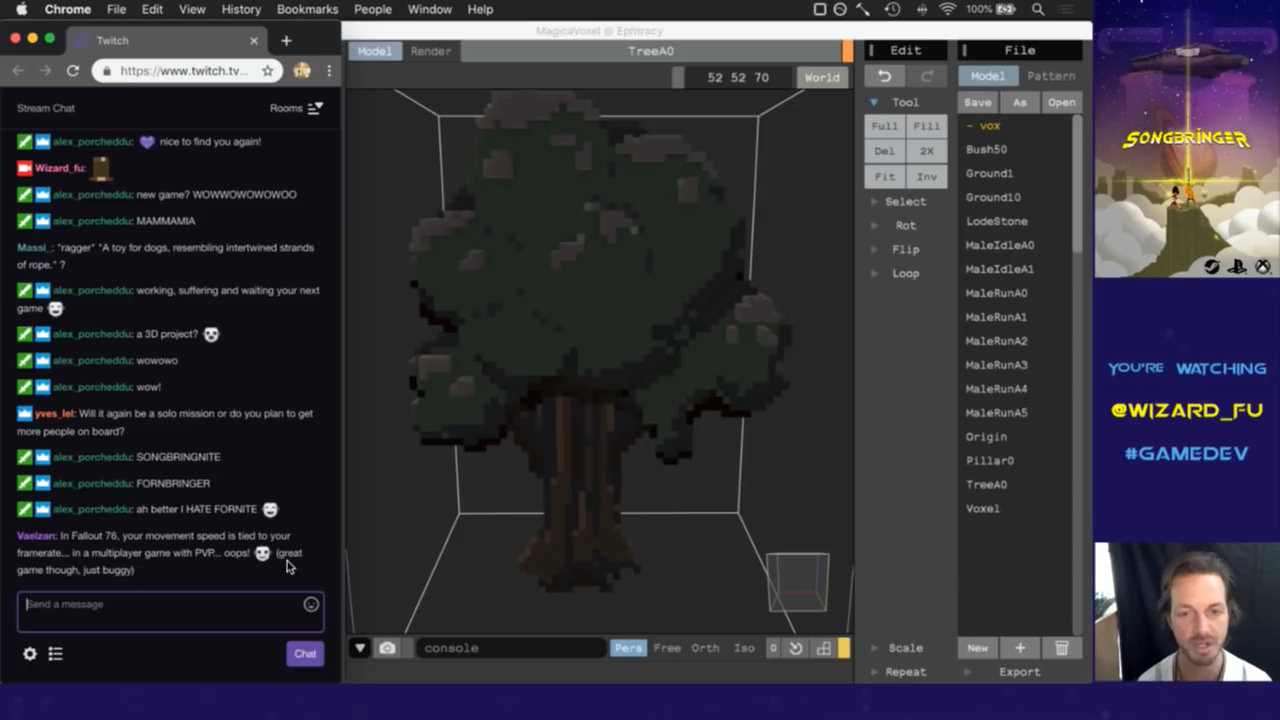 Chrome File Edit View History Bookmarks People Window Help 100%
Twitch
https://www.twitch.tv...
Stream Chat Rooms
alex_porcheddu: nice to find you again!
Wizard_fu:
alex_porcheddu: new game? WOWWOWOWOWOO
alex_porcheddu: MAMMAMIA
Massi_: "ragger" "A toy for dogs, resembling intertwined strands
of rope." ?
alex_porcheddu: working, suffering and waiting your next
game
alex_porcheddu: a 3D project?
alex_porcheddu: wowowo
alex_porcheddu: wow!
yves_lel: Will it again be a solo mission or do you plan to get
more people on board?
alex_porcheddu: SONGBRINGNITE
alex_porcheddu: FORNBRINGER
alex_porcheddu: ah better I HATE FORNITE
Vaelzan: In Fallout 76, your movement speed is tied to your
framerate... in a multiplayer game with PVP... oops! (great
game though, just buggy)
Send a message
Chat
MagicaVoxel @ Ephtracy
Model Render TreeA0
52 52 70 World
Pers Free Orth Iso 0
console
Edit
Tool
Full Fill
Del 2X
Fit Inv
Select
Rot
Flip
Loop
Scale
Repeat
File
Model Pattern
Save As Open
- vox
Bush50
Ground1
Ground10
LodeStone
MaleIdleA0
MaleIdleA1
MaleRunA0
MaleRunA1
MaleRunA2
MaleRunA3
MaleRunA4
MaleRunA5
Origin
Pillar0
TreeA0
Voxel
New +
Export
SONGBRINGER
YOU'RE WATCHING
@WIZARD_FU
#GAMEDEV